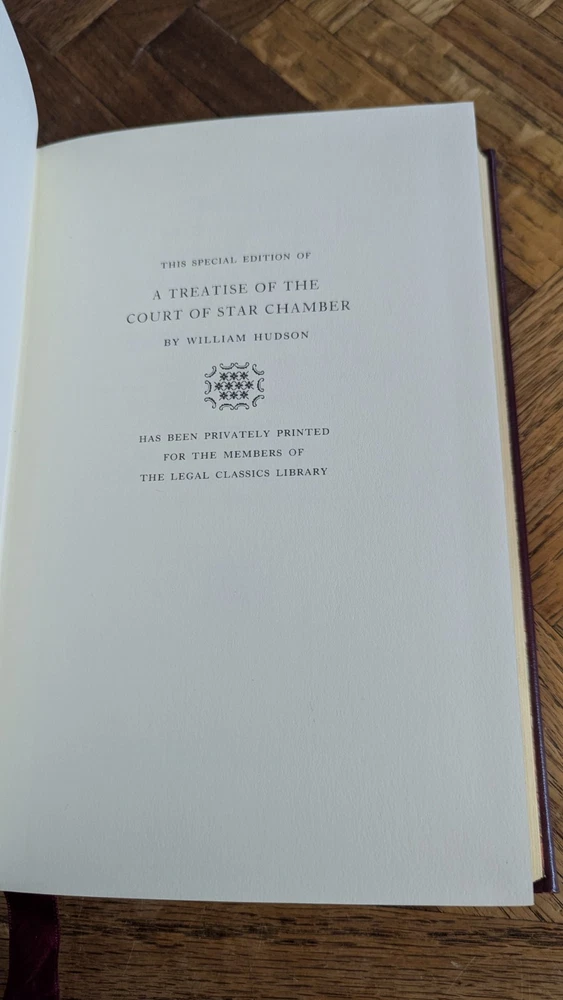 THIS SPECIAL EDITION OF
A TREATISE OF THE
COURT OF STAR CHAMBER
BY WILLIAM HUDSON
HAS BEEN PRIVATELY PRINTED
FOR THE MEMBERS OF
THE LEGAL CLASSICS LIBRARY